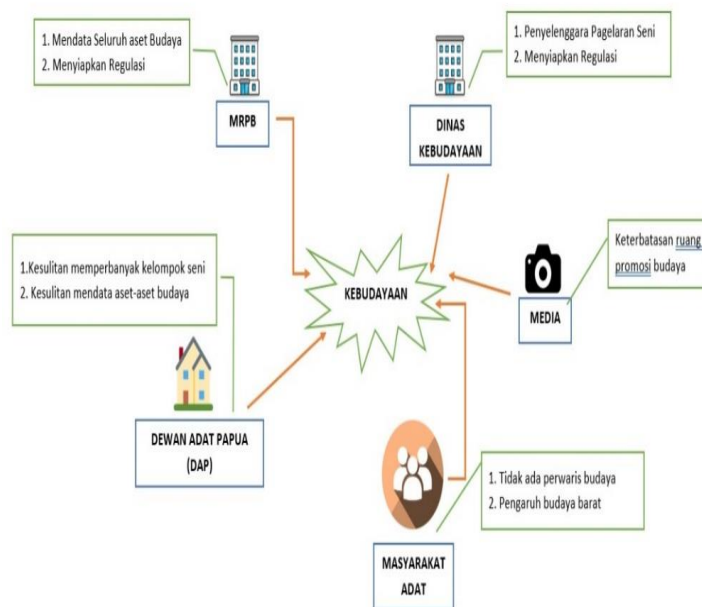 1. Mendata Seluruh aset Budaya
2. Menyiapkan Regulasi
MRPB
1. Penyelenggara Pagelaran Seni
2. Menyiapkan Regulasi
DINAS
KEBUDAYAAN
1.Kesulitan memperbanyak kelompok seni
2. Kesulitan mendata aset-aset budaya
KEBUDAYAAN
Keterbatasan ruang
promosi budaya
MEDIA
DEWAN ADAT PAPUA
(DAP)
1. Tidak ada perwaris budaya
2. Pengaruh budaya barat
MASYARAKAT
ADAT